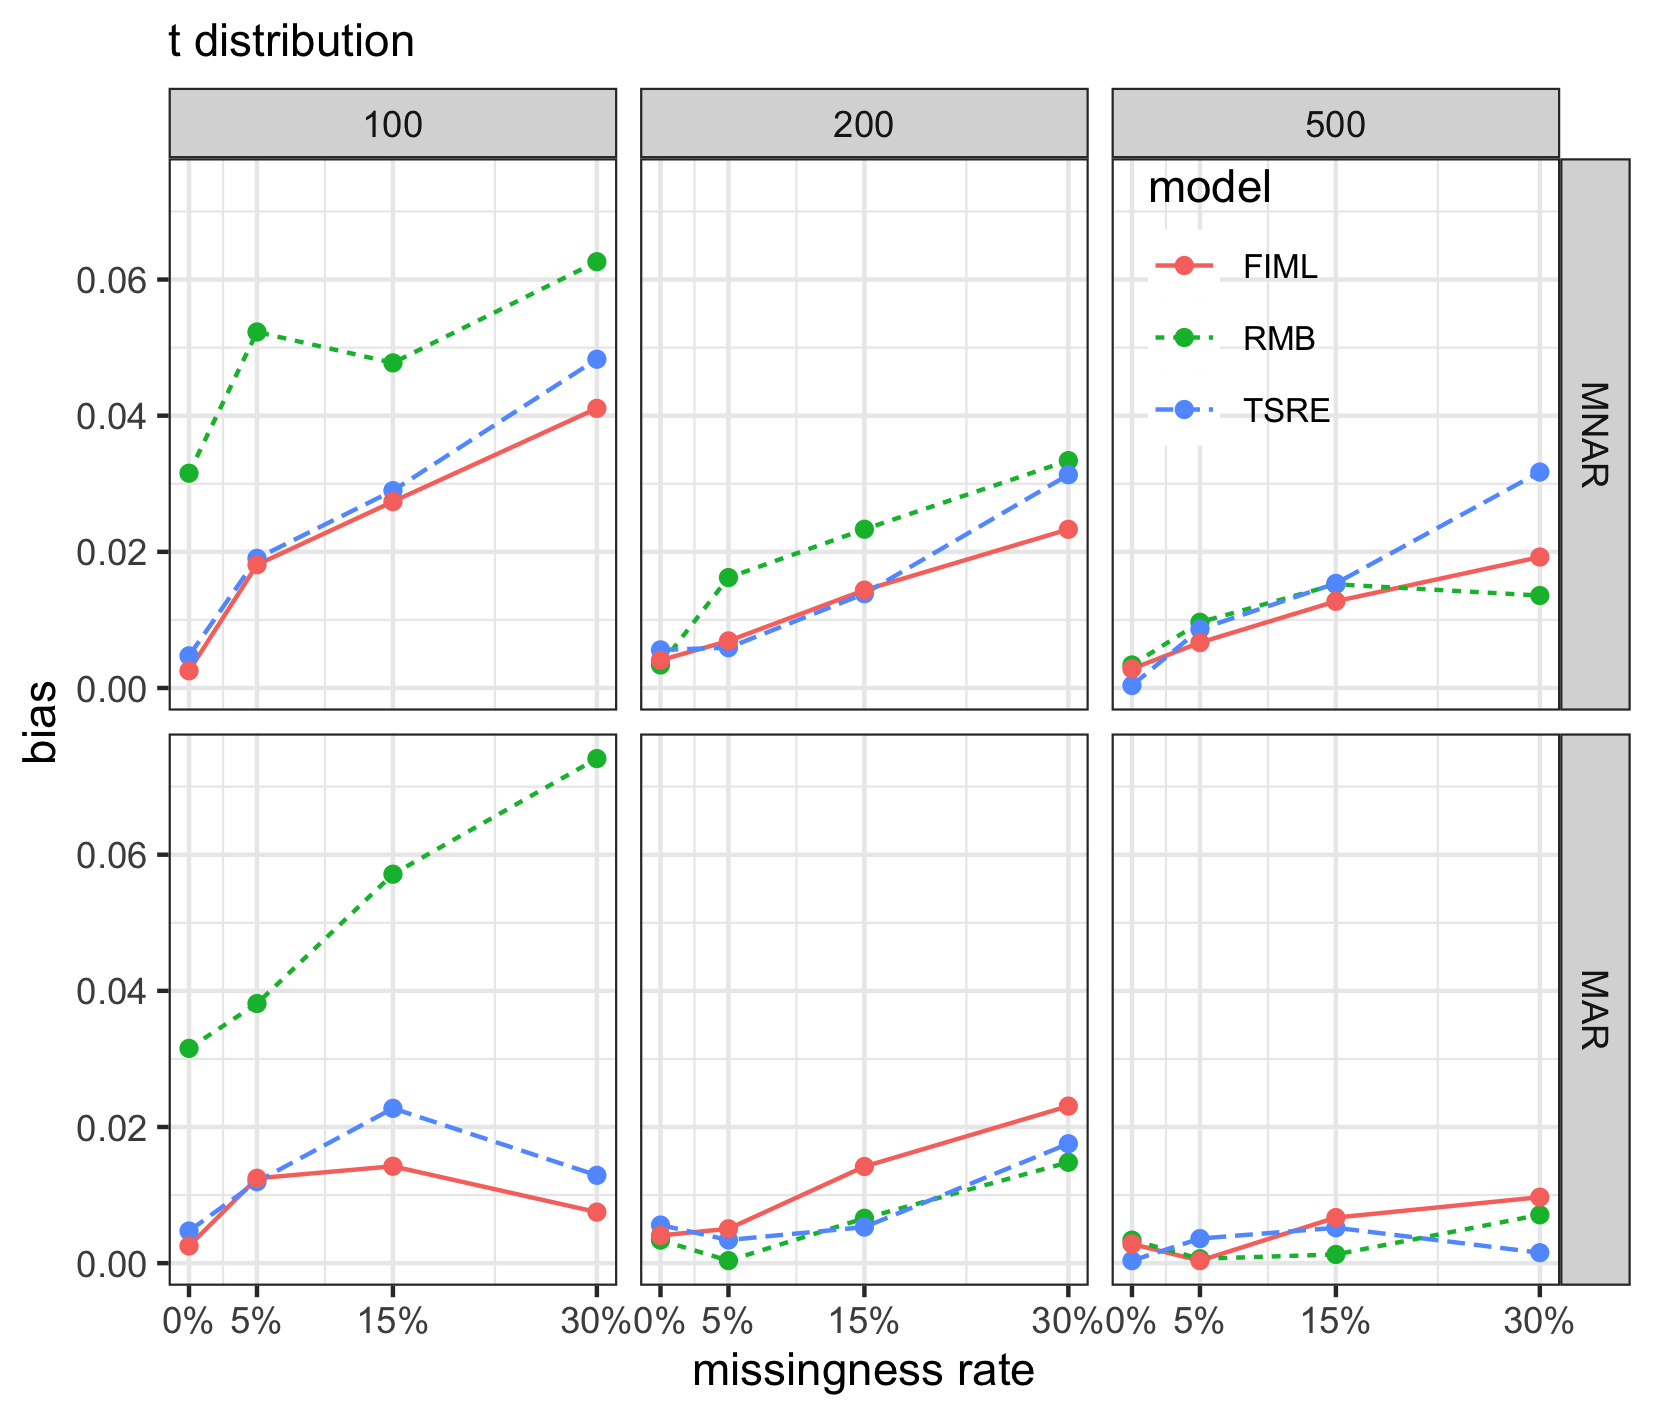 t distribution
100 200 500
model
FIML
RMB
TSRE
MNAR
0.06
0.04
0.02
0.00
bias
MAR
0.06
0.04
0.02
0.00
0% 5% 15% 30% 0% 5% 15% 30% 0% 5% 15% 30%
missingness rate